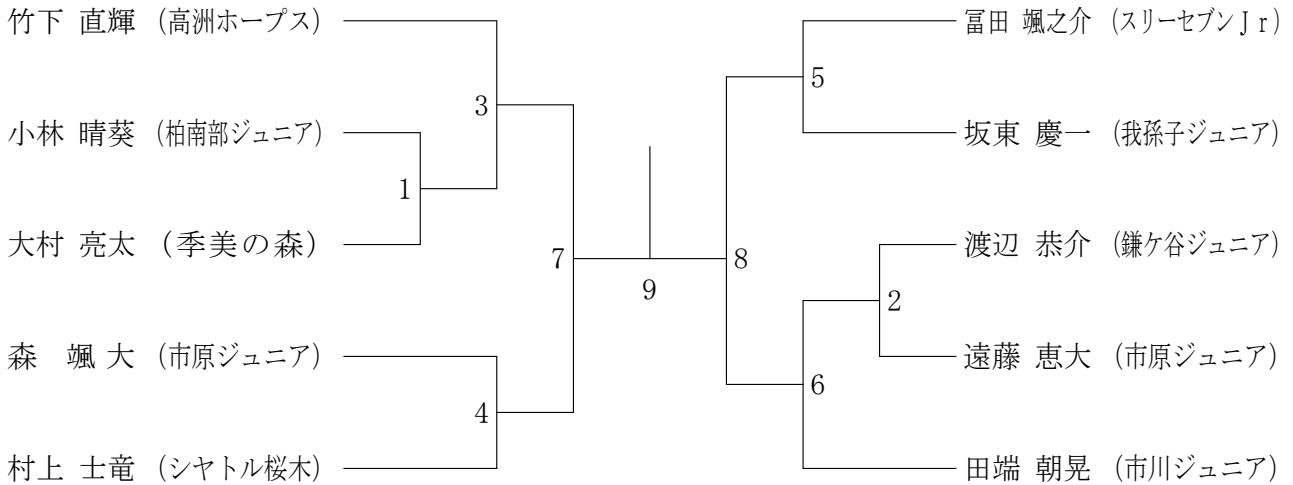 竹下 直輝 (高洲ホープス)
小林 晴葵 (柏南部ジュニア)
大村 亮太 (季美の森)
森 颯大 (市原ジュニア)
村上 士竜 (シヤトル桜木)
3
1
7
4
9
冨田 颯之介 (スリーセブンJr)
坂東 慶一 (我孫子ジュニア)
渡辺 恭介 (鎌ケ谷ジュニア)
遠藤 恵大 (市原ジュニア)
田端 朝晃 (市川ジュニア)
5
8
2
6